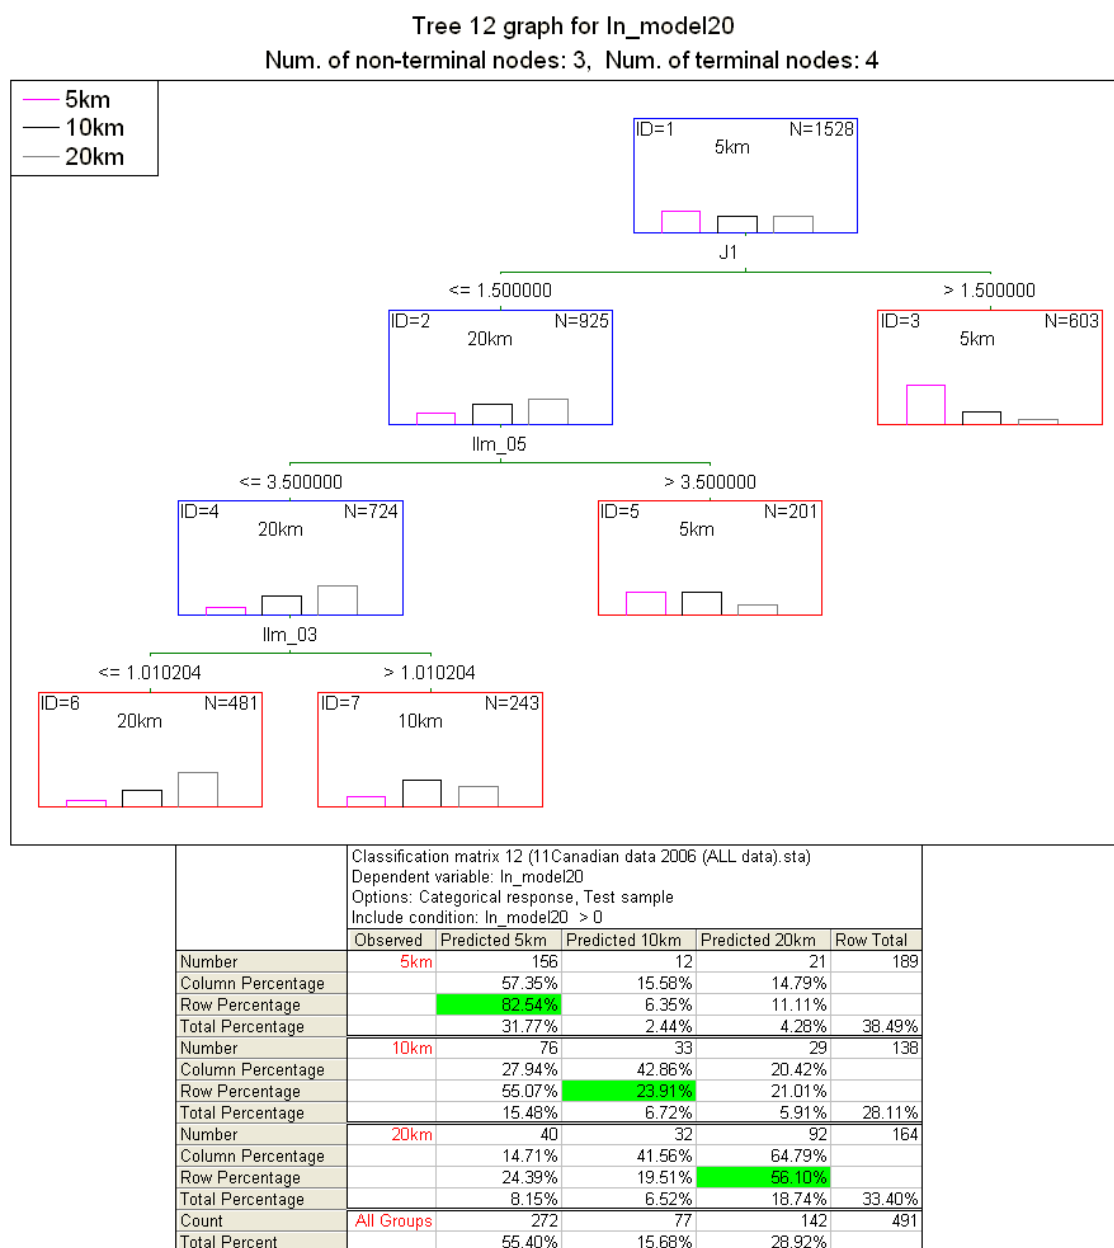 Tree 12 graph for In_model20
Num. of non-terminal nodes: 3, Num. of terminal nodes: 4
5km
10km
20km
ID=1 N=1528
5km
J1
<= 1.500000 > 1.500000
ID=2 N=925 ID=3 N=603
20km 5km
llm_05
<= 3.500000 > 3.500000
ID=4 N=724 ID=5 N=201
20km 5km
llm_03
<= 1.010204 > 1.010204
ID=6 N=481 ID=7 N=243
20km 10km
Classification matrix 12 (11Canadian data 2006 (ALL data).sta)
Dependent variable: In_model20
Options: Categorical response, Test sample
Include condition: In_model20 > 0
Observed Predicted 5km Predicted 10km Predicted 20km Row Total
Number 5km 156 12 21 189
Column Percentage 57.35% 15.58% 14.79%
Row Percentage 82.54% 6.35% 11.11%
Total Percentage 31.77% 2.44% 4.28% 38.49%
Number 10km 76 33 29 138
Column Percentage 27.94% 42.86% 20.42%
Row Percentage 55.07% 23.91% 21.01%
Total Percentage 15.48% 6.72% 5.91% 28.11%
Number 20km 40 32 92 164
Column Percentage 14.71% 41.56% 64.79%
Row Percentage 24.39% 19.51% 56.10%
Total Percentage 8.15% 6.52% 18.74% 33.40%
Count All Groups 272 77 142 491
Total Percent 55.40% 15.68% 28.92%